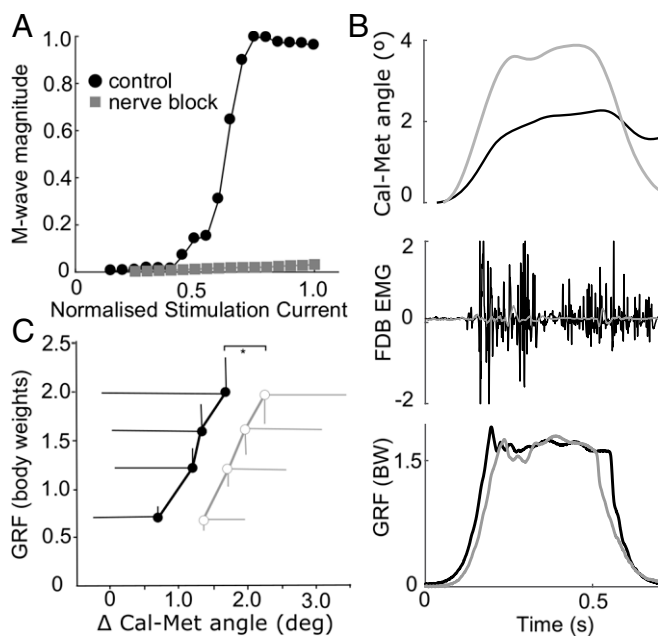 A
M-wave magnitude
1.0
0.8
0.6
0.4
0.2
0
control
nerve block
0
0.5
1.0
Normalised Stimulation Current
B
Cal-Met angle (º)
4
2
0
FDB EMG
2
0
-2
GRF (BW)
1.5
0
0.5
Time (s)
C
GRF (body weights)
2.5
2.0
1.5
1.0
0.5
0
*
0
1.0
2.0
3.0
Δ Cal-Met angle (deg)